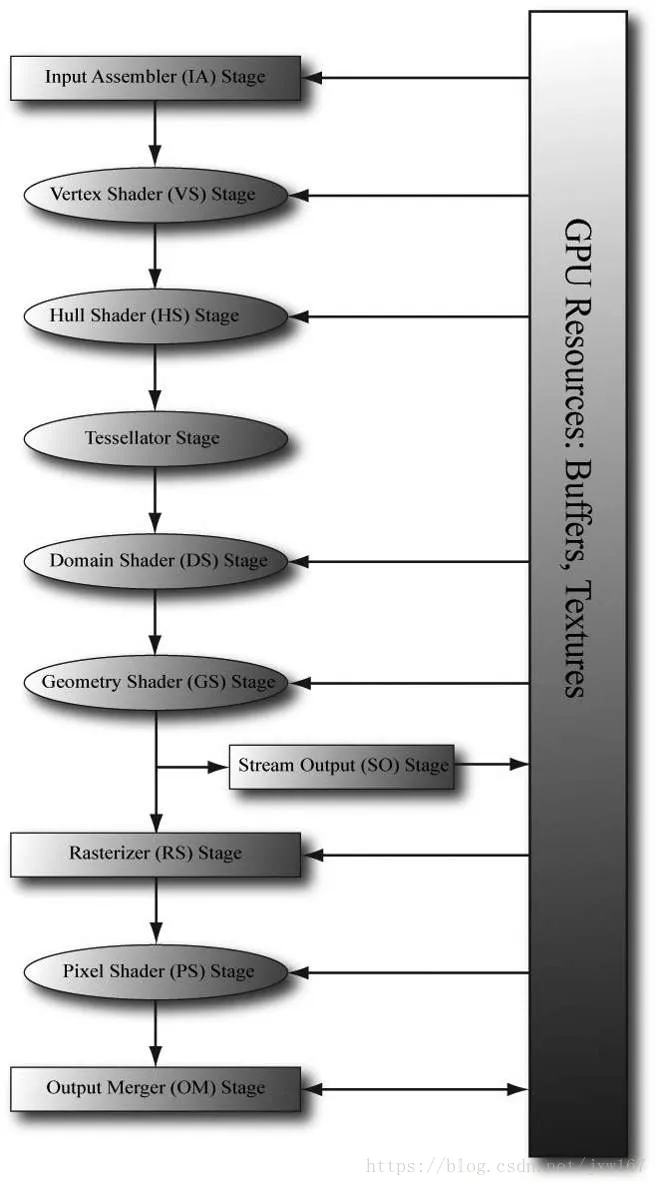 Input Assembler (IA) Stage
Vertex Shader (VS) Stage
Hull Shader (HS) Stage
Tessellator Stage
Domain Shader (DS) Stage
Geometry Shader (GS) Stage
Stream Output (SO) Stage
Rasterizer (RS) Stage
Pixel Shader (PS) Stage
Output Merger (OM) Stage
GPU Resources: Buffers, Textures
https://blog.csdn.net/jxw167